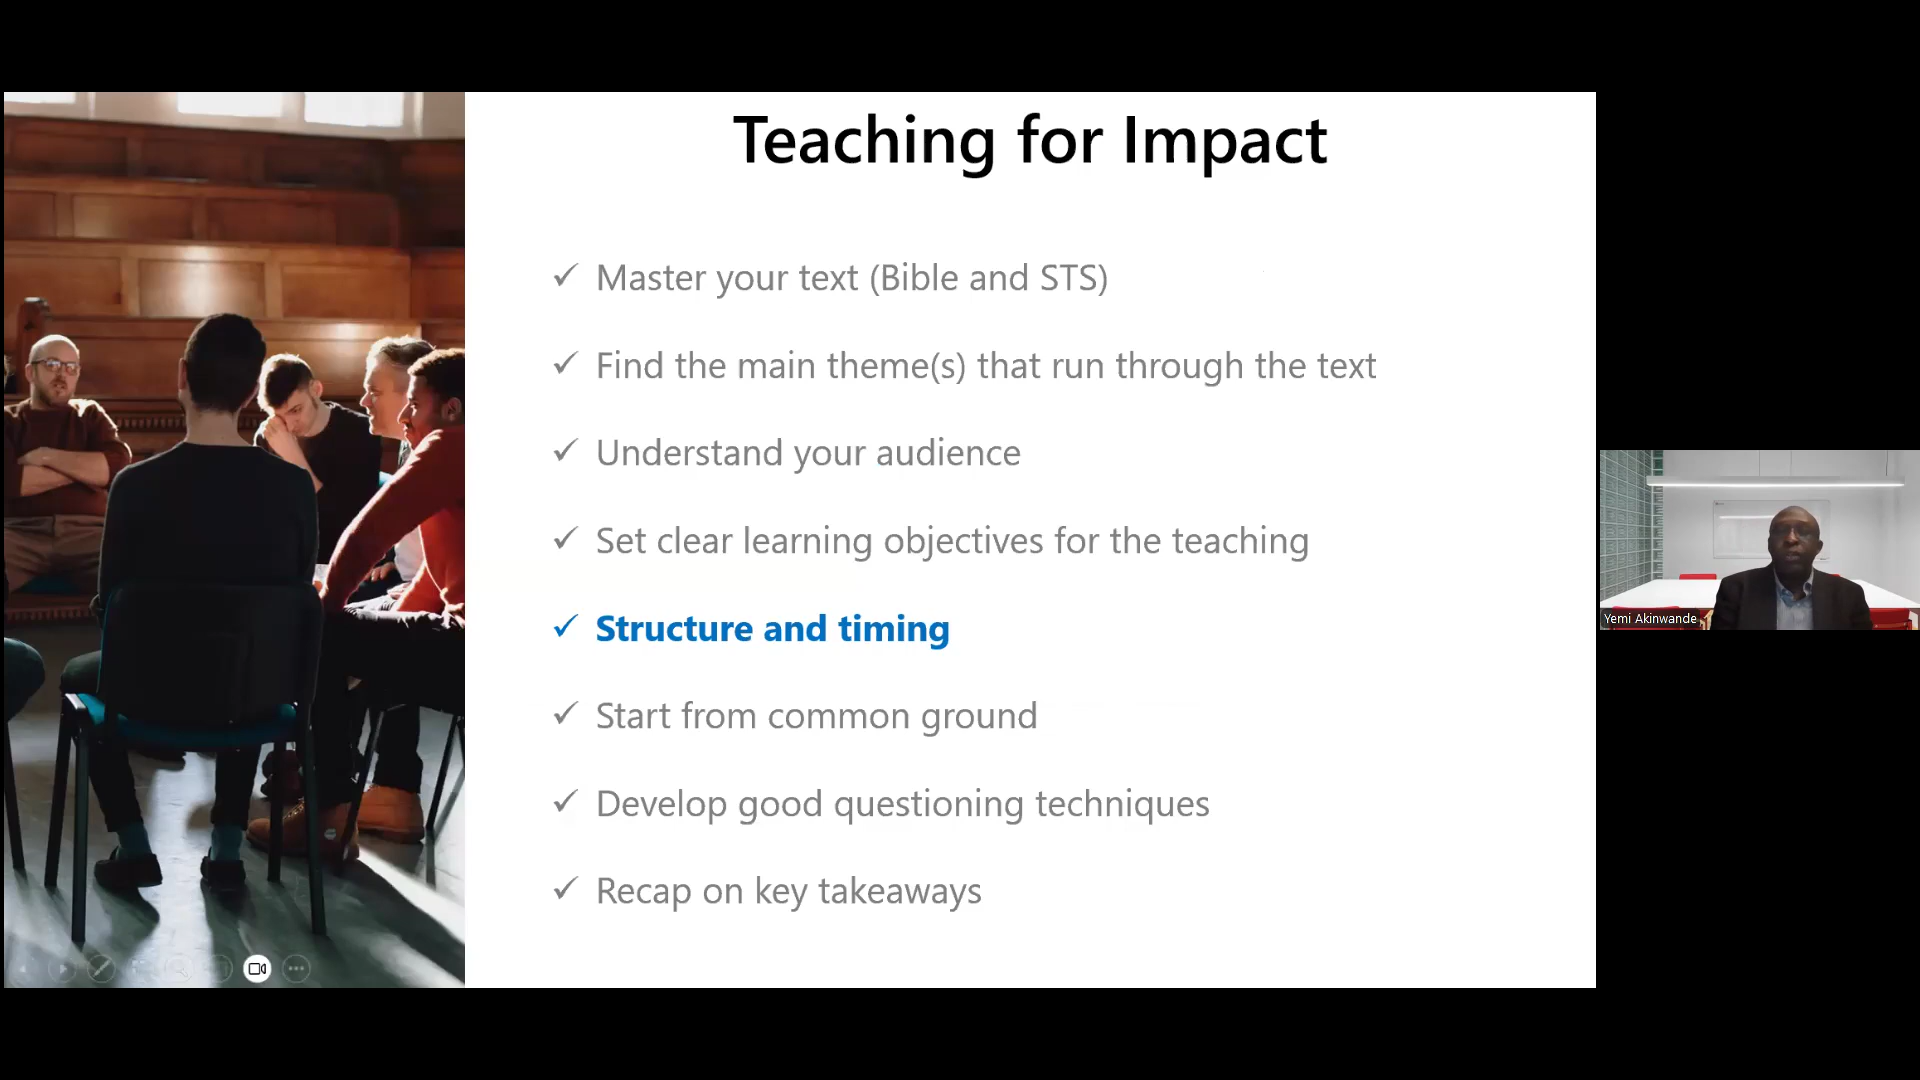 Teaching for Impact
✓ Master your text (Bible and STS)
✓ Find the main theme(s) that run through the text
✓ Understand your audience
✓ Set clear learning objectives for the teaching
✓ Structure and timing
✓ Start from common ground
✓ Develop good questioning techniques
✓ Recap on key takeaways
Yemi Akinwande